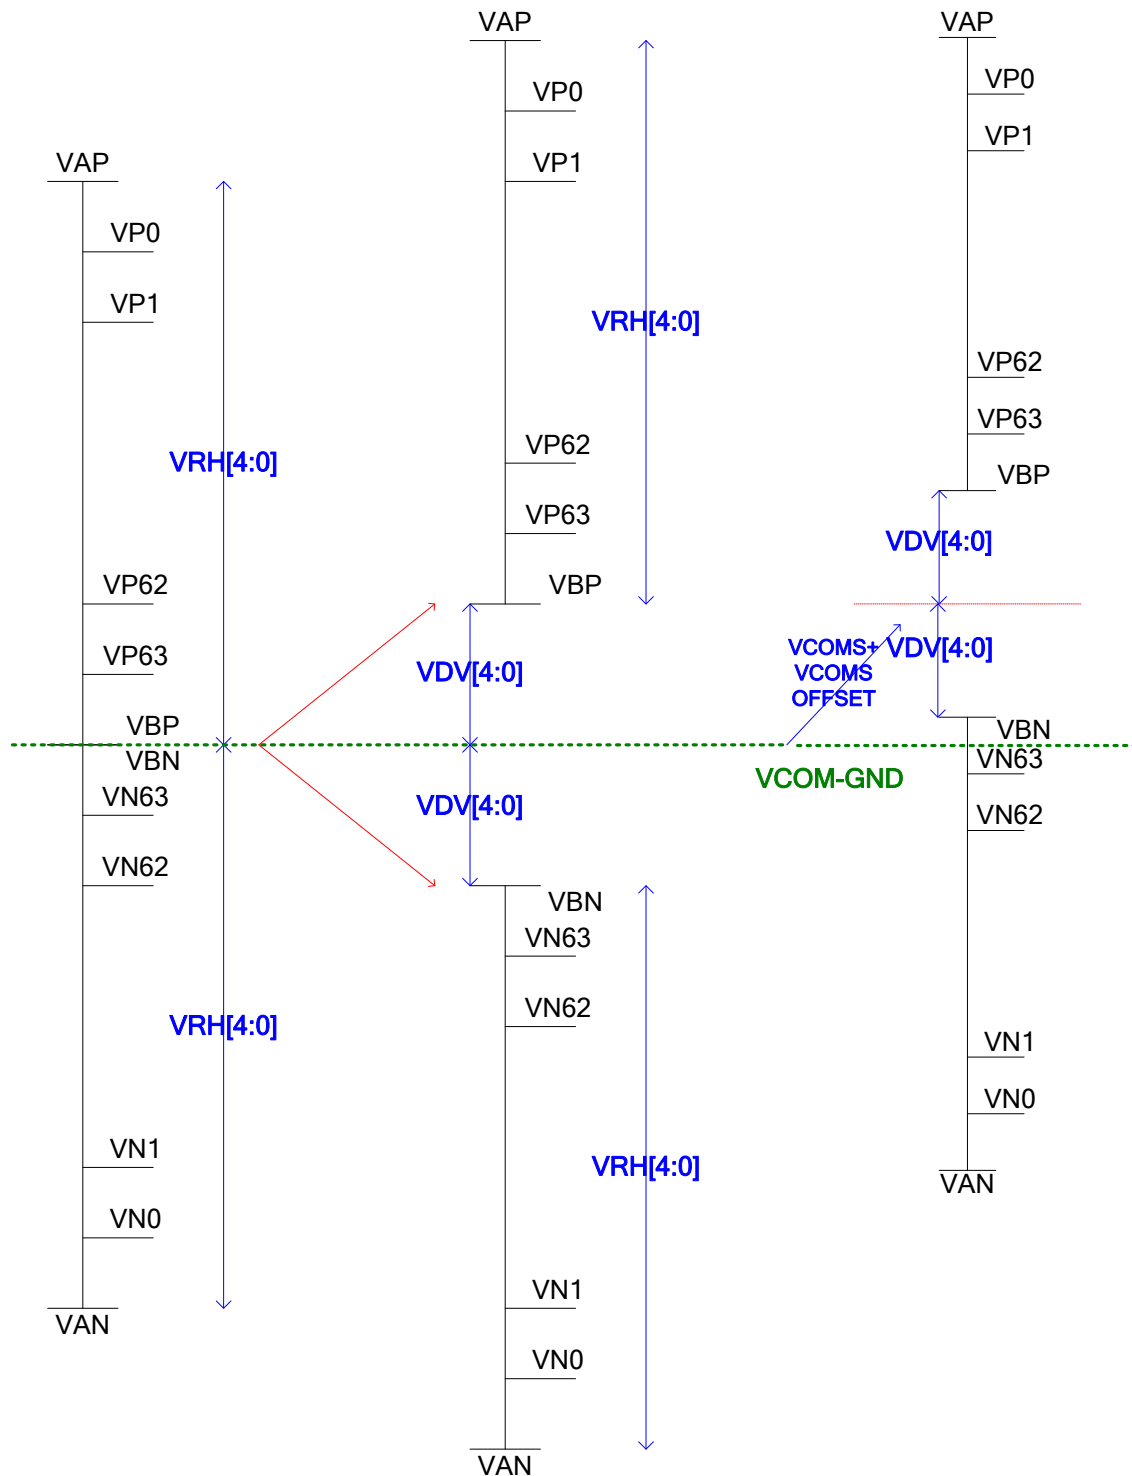 VAP
VP0
VP1
VRH[4:0]
VP62
VP63
VBP
VBN
VN63
VN62
VRH[4:0]
VN1
VN0
VAN
VAP
VP0
VP1
VRH[4:0]
VP62
VP63
VBP
VDV[4:0]
VDV[4:0]
VBN
VN63
VN62
VRH[4:0]
VN1
VN0
VAN
VAP
VP0
VP1
VP62
VP63
VBP
VDV[4:0]
VCOMS+
VCOMS
OFFSET
VDV[4:0]
VBN
VCOM-GND
VN63
VN62
VN1
VN0
VAN